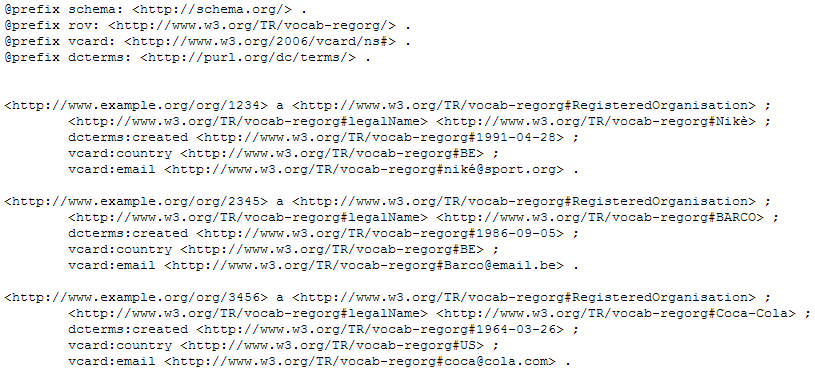 @prefix schema: <http://schema.org/> .
@prefix rov: <http://www.w3.org/TR/vocab-regorg/> .
@prefix vcard: <http://www.w3.org/2006/vcard/ns#> .
@prefix dcterms: <http://purl.org/dc/terms/> .
<http://www.example.org/org/1234> a <http://www.w3.org/TR/vocab-regorg#RegisteredOrganisation> ;
<http://www.w3.org/TR/vocab-regorg#legalName> <http://www.w3.org/TR/vocab-regorg#Nikè> ;
dcterms:created <http://www.w3.org/TR/vocab-regorg#1991-04-28> ;
vcard:country <http://www.w3.org/TR/vocab-regorg#BE> ;
vcard:email <http://www.w3.org/TR/vocab-regorg#niké@sport.org> .
<http://www.example.org/org/2345> a <http://www.w3.org/TR/vocab-regorg#RegisteredOrganisation> ;
<http://www.w3.org/TR/vocab-regorg#legalName> <http://www.w3.org/TR/vocab-regorg#BARCO> ;
dcterms:created <http://www.w3.org/TR/vocab-regorg#1986-09-05> ;
vcard:country <http://www.w3.org/TR/vocab-regorg#BE> ;
vcard:email <http://www.w3.org/TR/vocab-regorg#Barco@email.be> .
<http://www.example.org/org/3456> a <http://www.w3.org/TR/vocab-regorg#RegisteredOrganisation> ;
<http://www.w3.org/TR/vocab-regorg#legalName> <http://www.w3.org/TR/vocab-regorg#Coca-Cola> ;
dcterms:created <http://www.w3.org/TR/vocab-regorg#1964-03-26> ;
vcard:country <http://www.w3.org/TR/vocab-regorg#US> ;
vcard:email <http://www.w3.org/TR/vocab-regorg#coca@cola.com> .